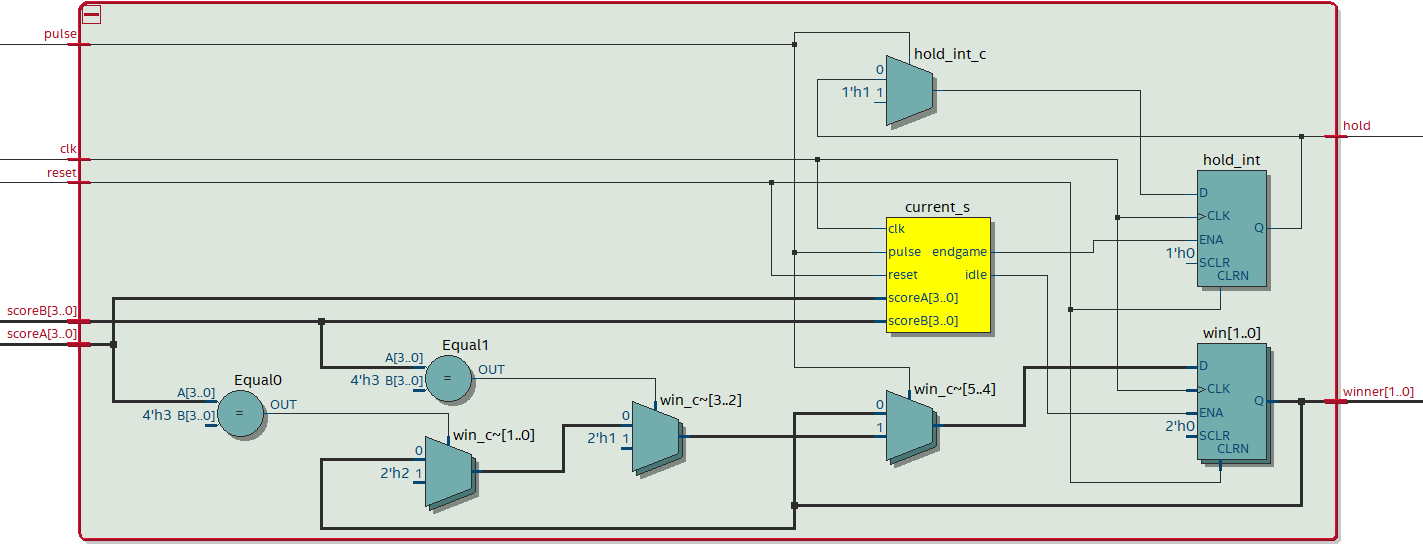 pulse
hold_int_c
0
1'h1 1
hold
clk
hold_int
reset
D
CLK
ENA
1'h0
SCLR
CLRN
Q
current_s
clk
pulse
reset
scoreA[3..0]
scoreB[3..0]
endgame
idle
scoreB[3..0]
scoreA[3..0]
win[1..0]
D
CLK
ENA
2'h0
SCLR
CLRN
Q
winner[1..0]
Equal1
A[3..0]
4'h3 B[3..0]
=
OUT
Equal0
A[3..0]
4'h3 B[3..0]
=
OUT
win_c~[1..0]
0
2'h2 1
win_c~[3..2]
0
2'h1 1
win_c~[5..4]
0
1